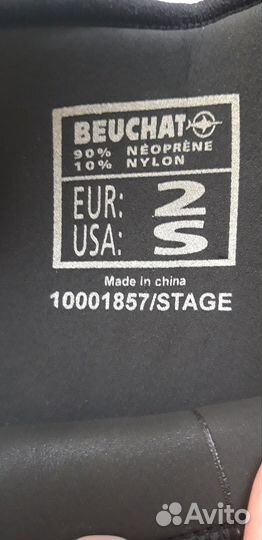 BEUCHAT
90% NÉOPRÈNE
10% NYLON
EUR: 2
USA: S
Made in china
10001857/STAGE
Avito